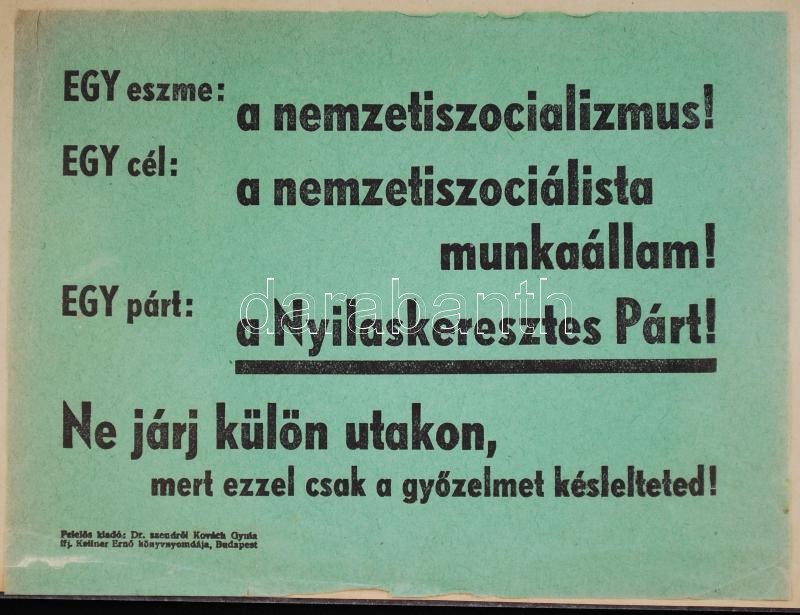 EGY eszme:
a nemzetiszocializmus!
EGY cél:
a nemzetiszociálista
munkaállam!
EGY párt:
a Nyilaskeresztes Párt!
darabanth
Ne járj külön utakon,
mert ezzel csak a győzelmet késlelteted!
Felelős kiadó: Dr. szendrői Kovách Gyula
Ifj. Kellner Ernő könyvnyomdája, Budapest